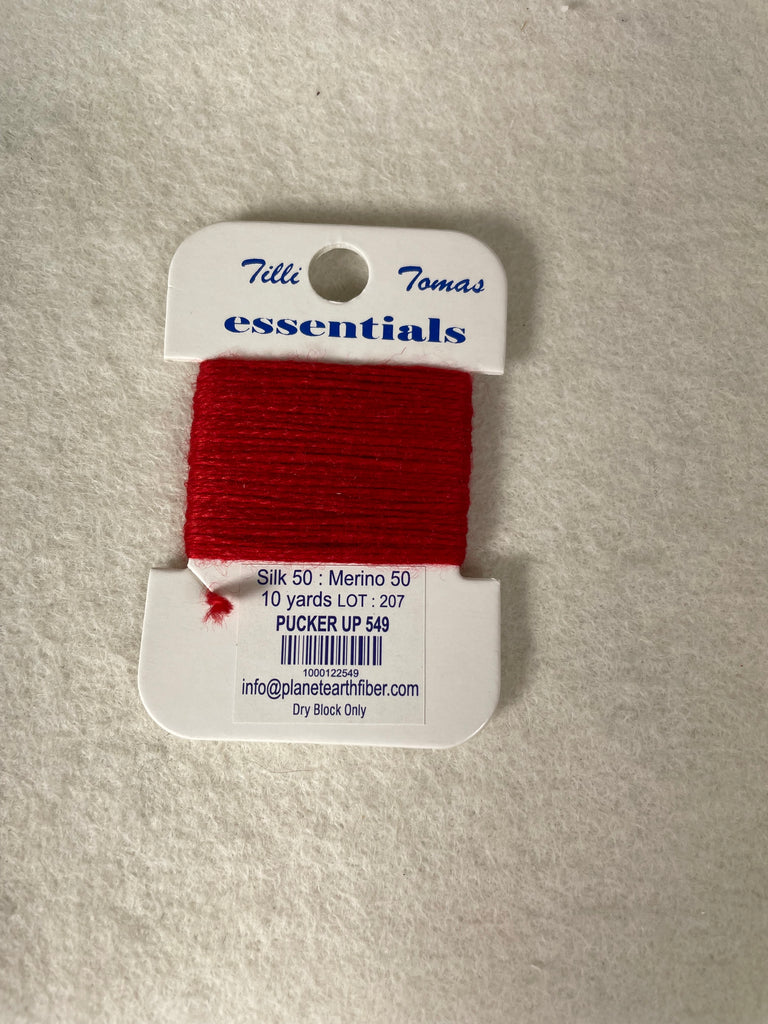 Tilli Tomas
essentials
Silk 50 : Merino 50
10 yards LOT : 207
PUCKER UP 549
1000122549
info@planetearthfiber.com
Dry Block Only